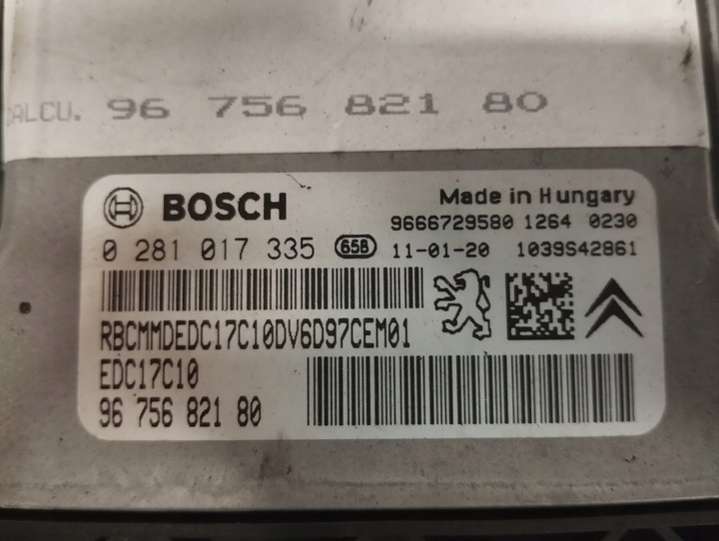 CALCU. 96 756 821 80
BOSCH
Made in Hungary
9666729580 1264 0230
0 281 017 335 658 11-01-20 1039S42861
RBCMMDEDC17C10DV6D97CEM01
EDC17C10
96 756 821 80